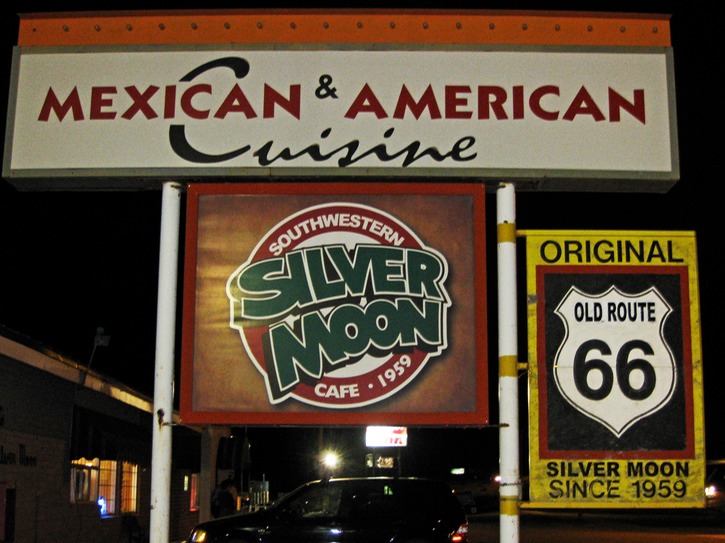 MEXICAN & AMERICAN
Cuisine
SOUTHWESTERN
SILVER
MOON
CAFE · 1959
ORIGINAL
OLD ROUTE
66
SILVER MOON
SINCE 1959